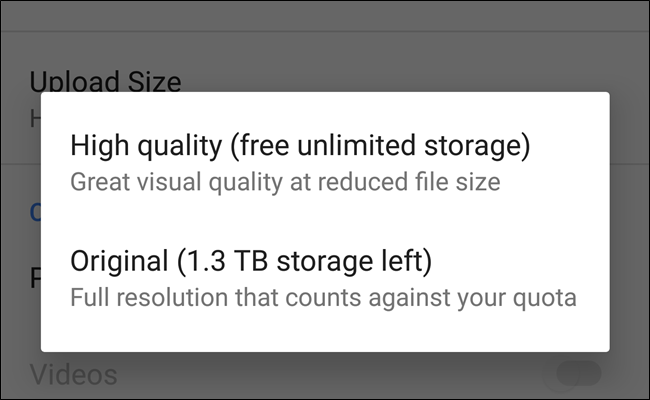 Upload Size
High quality (free unlimited storage)
Great visual quality at reduced file size
Original (1.3 TB storage left)
Full resolution that counts against your quota
Videos